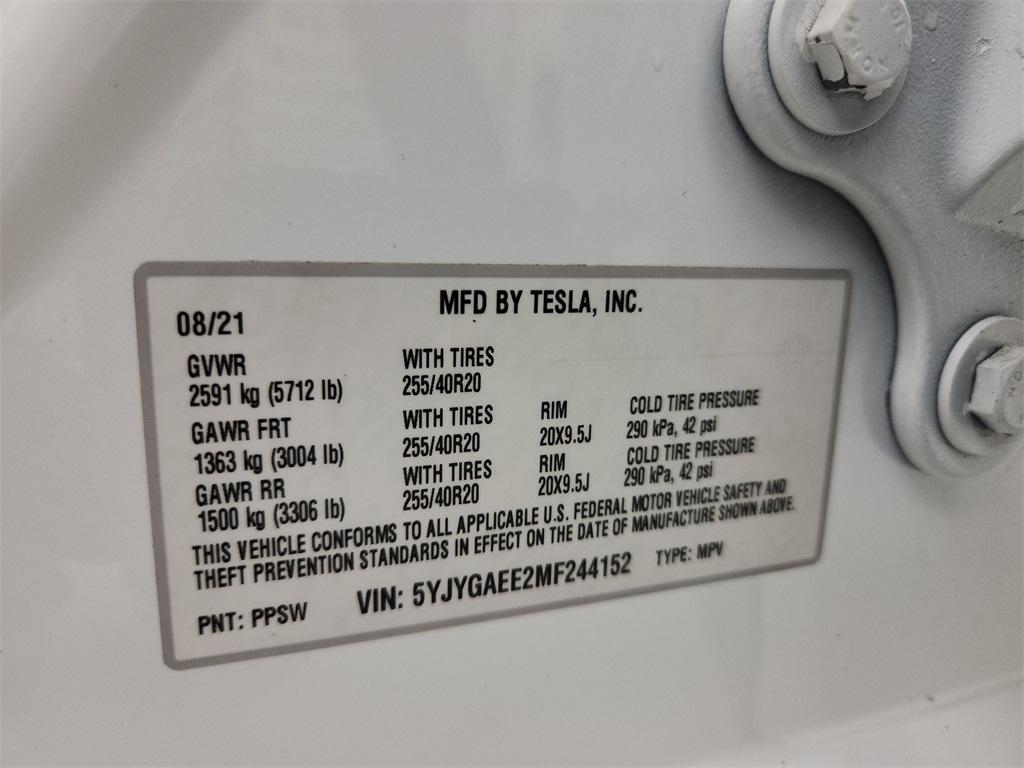 MFD BY TESLA, INC.
08/21
GVWR WITH TIRES
2591 kg (5712 lb) 255/40R20
GAWR FRT WITH TIRES RIM COLD TIRE PRESSURE
1363 kg (3004 lb) 255/40R20 20X9.5J 290 kPa, 42 psi
GAWR RR WITH TIRES RIM COLD TIRE PRESSURE
1500 kg (3306 lb) 255/40R20 20X9.5J 290 kPa, 42 psi
THIS VEHICLE CONFORMS TO ALL APPLICABLE U.S. FEDERAL MOTOR VEHICLE SAFETY AND
THEFT PREVENTION STANDARDS IN EFFECT ON THE DATE OF MANUFACTURE SHOWN ABOVE.
PNT: PPSW VIN: 5YJYGAEE2MF244152 TYPE: MPV